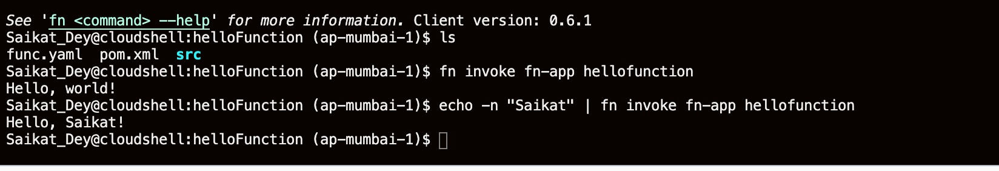 See 'fn <command> --help' for more information. Client version: 0.6.1
Saikat_Dey@cloudshell:helloFunction (ap-mumbai-1)$ ls
func.yaml  pom.xml  src
Saikat_Dey@cloudshell:helloFunction (ap-mumbai-1)$ fn invoke fn-app hellofunction
Hello, world!
Saikat_Dey@cloudshell:helloFunction (ap-mumbai-1)$ echo -n "Saikat" | fn invoke fn-app hellofunction
Hello, Saikat!
Saikat_Dey@cloudshell:helloFunction (ap-mumbai-1)$